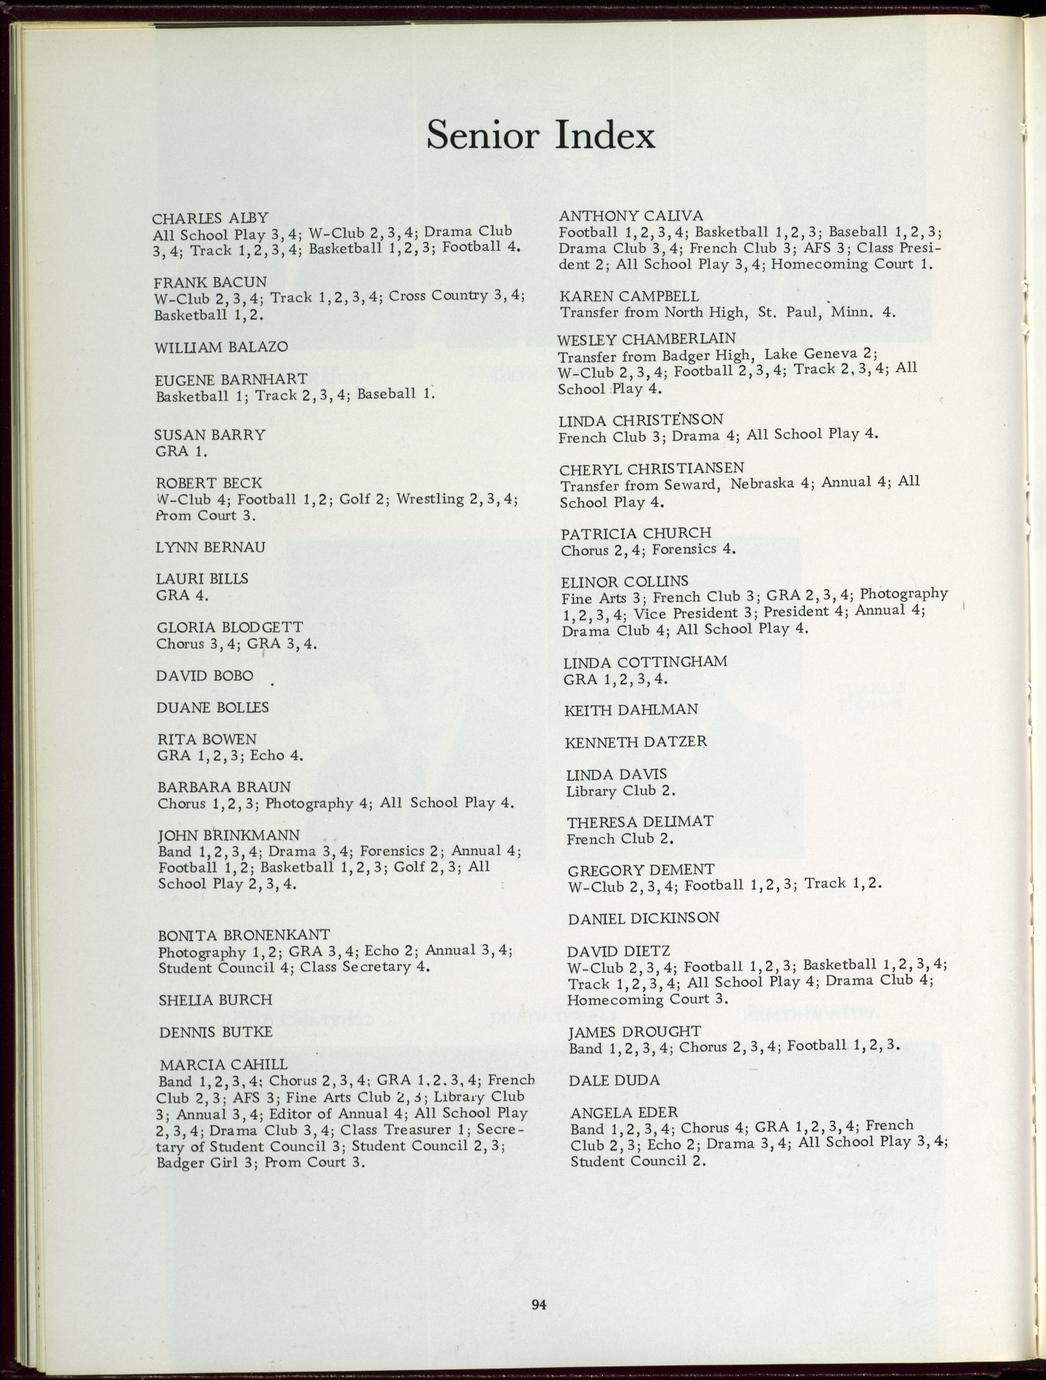 Senior Index
CHARLES ALBY
All School Play 3,4; W-Club 2,3,4; Drama Club
3,4; Track 1,2,3,4; Basketball 1,2,3; Football 4.
FRANK BACUN
W-Club 2,3,4; Track 1,2,3,4; Cross Country 3,4;
Basketball 1,2.
WILLIAM BALAZO
EUGENE BARNHART
Basketball 1; Track 2,3,4; Baseball 1.
SUSAN BARRY
GRA 1.
ROBERT BECK
W-Club 4; Football 1,2; Golf 2; Wrestling 2,3,4;
Prom Court 3.
LYNN BERNAU
LAURI BILLS
GRA 4.
GLORIA BLODGETT
Chorus 3,4; GRA 3,4.
DAVID BOBO
DUANE BOLLES
RITA BOWEN
GRA 1,2,3; Echo 4.
BARBARA BRAUN
Chorus 1,2,3; Photography 4; All School Play 4.
JOHN BRINKMANN
Band 1,2,3,4; Drama 3,4; Forensics 2; Annual 4;
Football 1,2; Basketball 1,2,3; Golf 2,3; All
School Play 2,3,4.
BONITA BRONENKANT
Photography 1,2; GRA 3,4; Echo 2; Annual 3,4;
Student Council 4; Class Secretary 4.
SHELIA BURCH
DENNIS BUTKE
MARCIA CAHILL
Band 1,2,3,4; Chorus 2,3,4; GRA 1,2,3,4; French
Club 2,3; AFS 3; Fine Arts Club 2,3; Library Club
3; Annual 3,4; Editor of Annual 4; All School Play
2,3,4; Drama Club 3,4; Class Treasurer 1; Secre-
tary of Student Council 3; Student Council 2,3;
Badger Girl 3; Prom Court 3.
ANTHONY CALIVA
Football 1,2,3,4; Basketball 1,2,3; Baseball 1,2,3;
Drama Club 3,4; French Club 3; AFS 3; Class Presi-
dent 2; All School Play 3,4; Homecoming Court 1.
KAREN CAMPBELL
Transfer from North High, St. Paul, Minn. 4.
WESLEY CHAMBERLAIN
Transfer from Badger High, Lake Geneva 2;
W-Club 2,3,4; Football 2,3,4; Track 2,3,4; All
School Play 4.
LINDA CHRISTENSON
French Club 3; Drama 4; All School Play 4.
CHERYL CHRISTIANSEN
Transfer from Seward, Nebraska 4; Annual 4; All
School Play 4.
PATRICIA CHURCH
Chorus 2,4; Forensics 4.
ELINOR COLLINS
Fine Arts 3; French Club 3; GRA 2,3,4; Photography
1,2,3,4; Vice President 3; President 4; Annual 4;
Drama Club 4; All School Play 4.
LINDA COTTINGHAM
GRA 1,2,3,4.
KEITH DAHLMAN
KENNETH DATZER
LINDA DAVIS
Library Club 2.
THERESA DELIMAT
French Club 2.
GREGORY DEMENT
W-Club 2,3,4; Football 1,2,3; Track 1,2.
DANIEL DICKINSON
DAVID DIETZ
W-Club 2,3,4; Football 1,2,3; Basketball 1,2,3,4;
Track 1,2,3,4; All School Play 4; Drama Club 4;
Homecoming Court 3.
JAMES DROUGHT
Band 1,2,3,4; Chorus 2,3,4; Football 1,2,3.
DALE DUDA
ANGELA EDER
Band 1,2,3,4; Chorus 4; GRA 1,2,3,4; French
Club 2,3; Echo 2; Drama 3,4; All School Play 3,4;
Student Council 2.
94